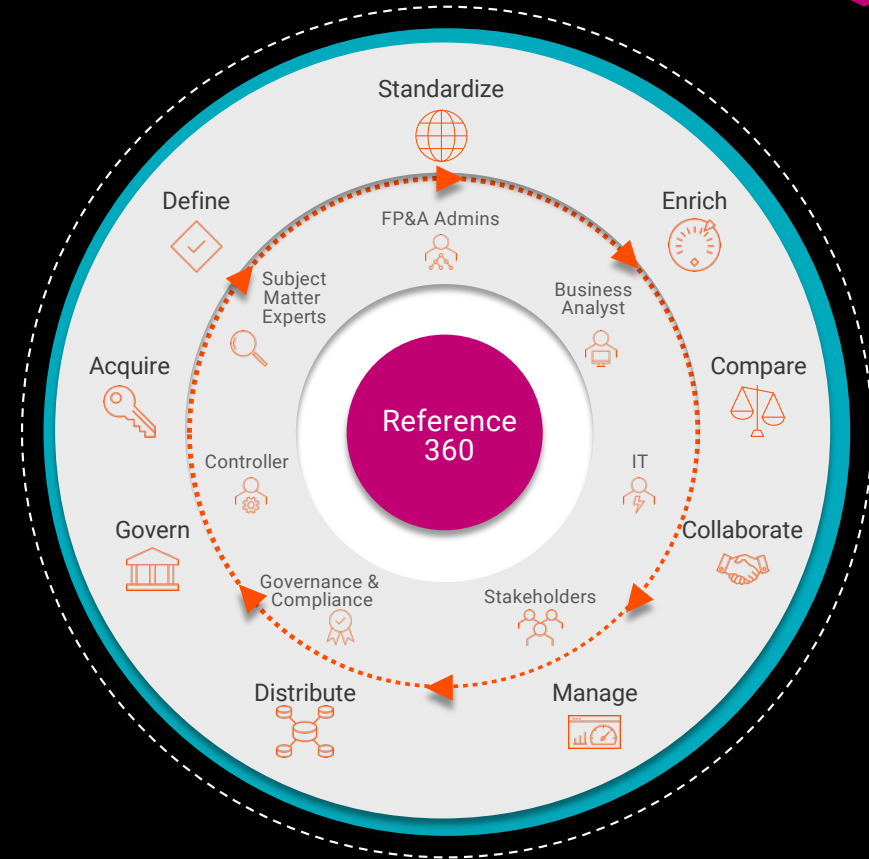 Standardize
Define
Enrich
FP&A Admins
Subject
Matter
Experts
Business
Analyst
Acquire
Compare
Reference
360
Controller
IT
Govern
Collaborate
Governance &
Compliance
Stakeholders
Distribute
Manage